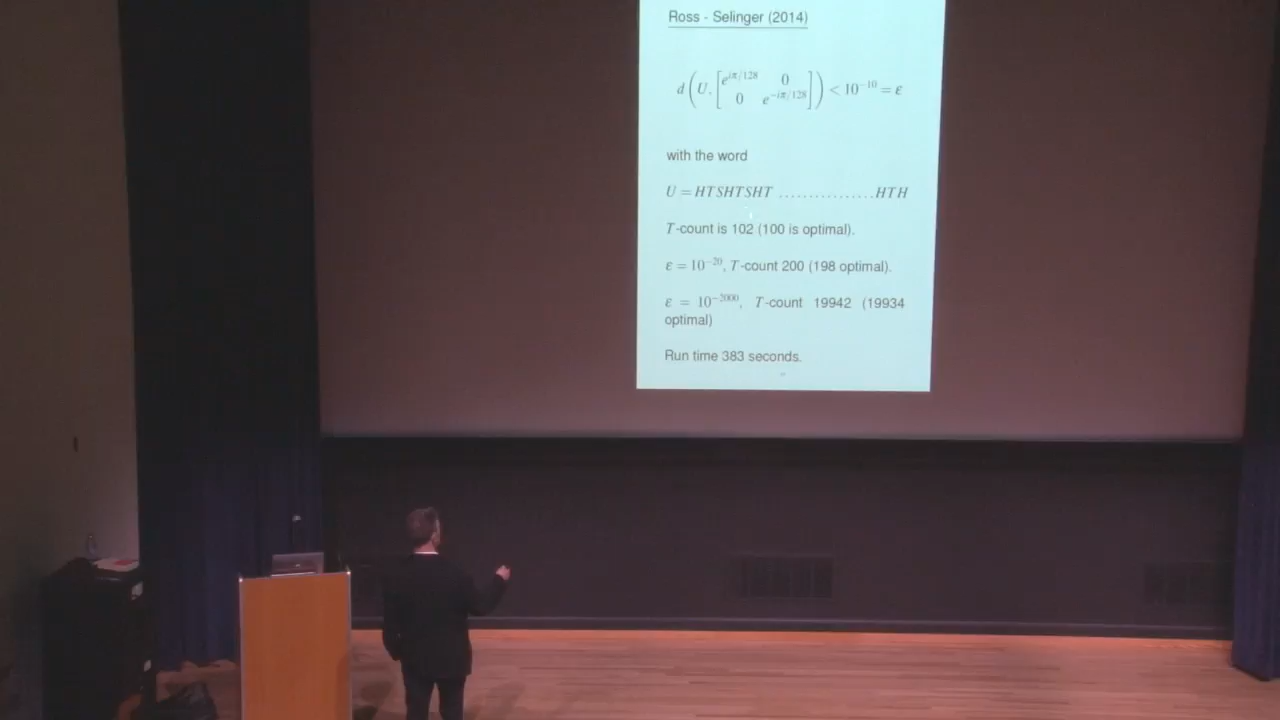 Ross - Selinger (2014)
d(U, [e^{iπ/128} 0; 0 e^{-iπ/128}]) < 10^{-10} = ε
with the word
U = HTSHTSHT ................HTH
T-count is 102 (100 is optimal).
ε = 10^{-20}, T-count 200 (198 optimal).
ε = 10^{-2000}, T-count 19942 (19934
optimal)
Run time 383 seconds.